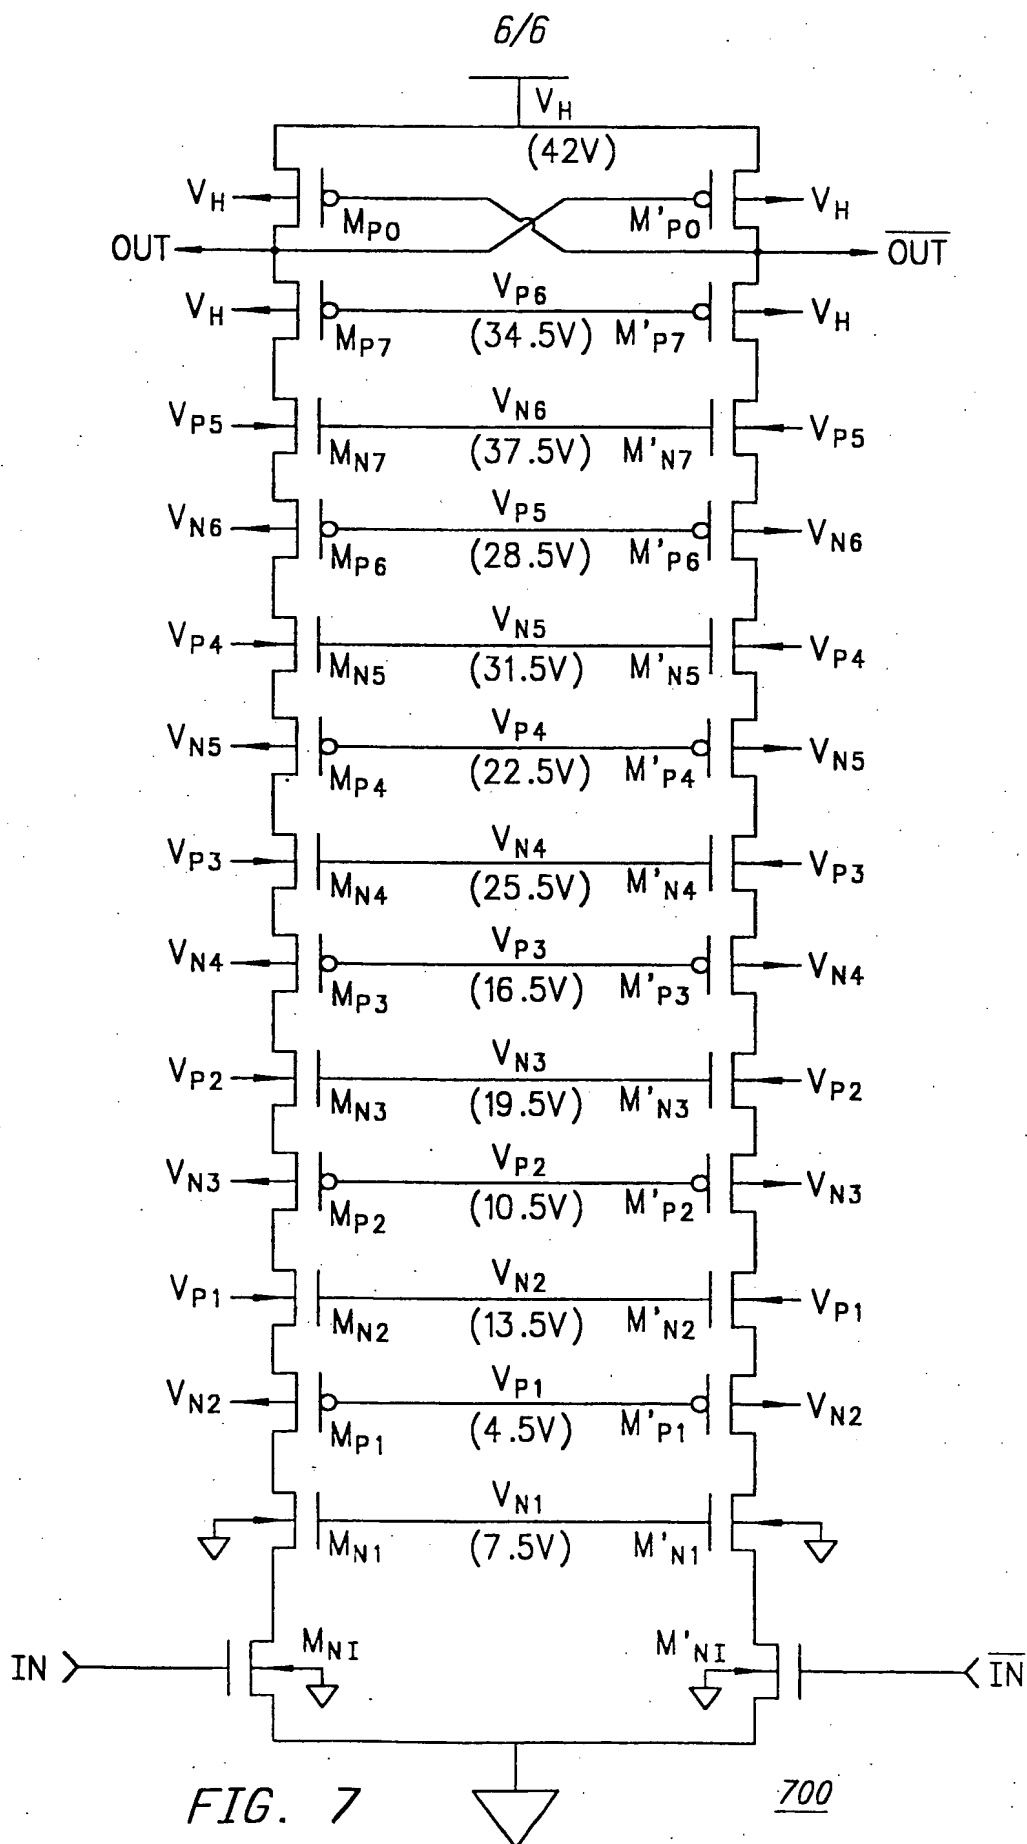 6/6
V_H
(42V)
V_H M_P0 M'_P0 V_H
OUT O̅U̅T̅
V_P6
V_H M_P7 (34.5V) M'_P7 V_H
V_N6
V_P5 M_N7 (37.5V) M'_N7 V_P5
V_P5
V_N6 M_P6 (28.5V) M'_P6 V_N6
V_N5
V_P4 M_N5 (31.5V) M'_N5 V_P4
V_P4
V_N5 M_P4 (22.5V) M'_P4 V_N5
V_N4
V_P3 M_N4 (25.5V) M'_N4 V_P3
V_P3
V_N4 M_P3 (16.5V) M'_P3 V_N4
V_N3
V_P2 M_N3 (19.5V) M'_N3 V_P2
V_P2
V_N3 M_P2 (10.5V) M'_P2 V_N3
V_N2
V_P1 M_N2 (13.5V) M'_N2 V_P1
V_P1
V_N2 M_P1 (4.5V) M'_P1 V_N2
V_N1
M_N1 (7.5V) M'_N1
IN M_NI M'_NI I̅N̅
FIG. 7 700